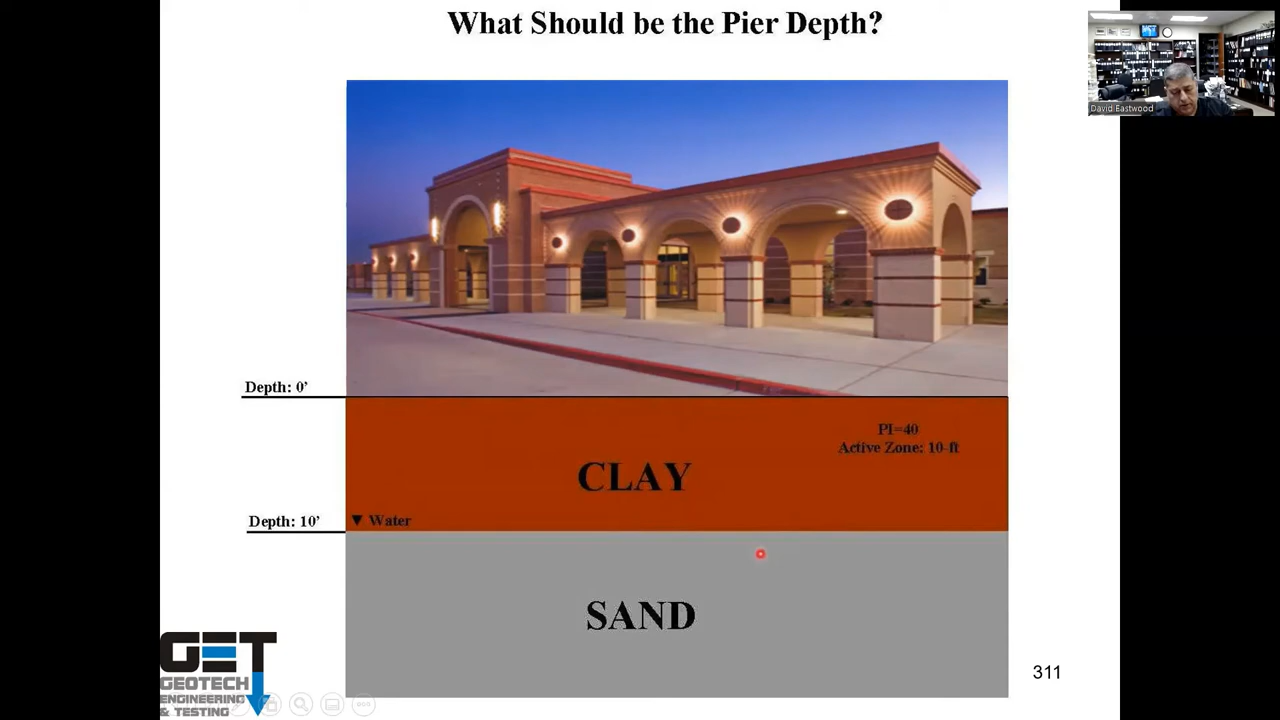 What Should be the Pier Depth?
David Eastwood
Depth: 0’
PI=40
Active Zone: 10-ft
CLAY
Depth: 10’
▼ Water
SAND
GET
GEOTECH
ENGINEERING
& TESTING
311